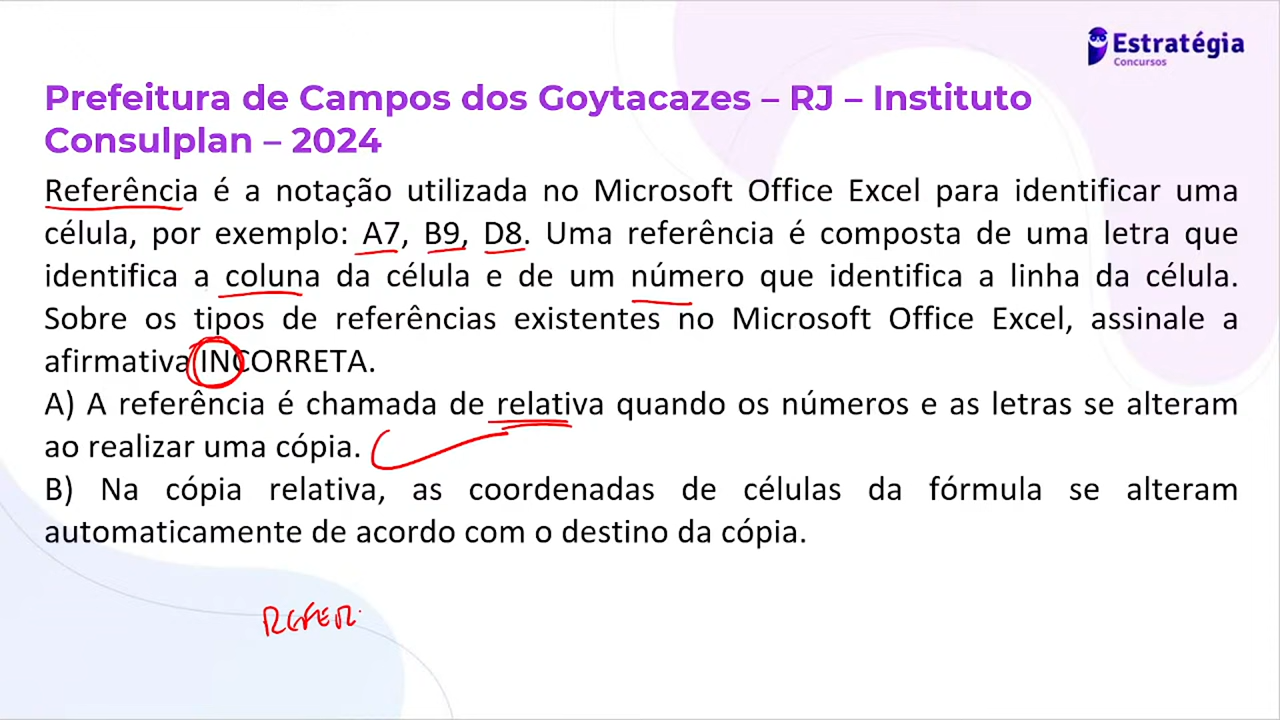 Estratégia
Concursos
Prefeitura de Campos dos Goytacazes – RJ – Instituto
Consulplan – 2024
Referência é a notação utilizada no Microsoft Office Excel para identificar uma
célula, por exemplo: A7, B9, D8. Uma referência é composta de uma letra que
identifica a coluna da célula e de um número que identifica a linha da célula.
Sobre os tipos de referências existentes no Microsoft Office Excel, assinale a
afirmativa INCORRETA.
A) A referência é chamada de relativa quando os números e as letras se alteram
ao realizar uma cópia.
B) Na cópia relativa, as coordenadas de células da fórmula se alteram
automaticamente de acordo com o destino da cópia.
REFER